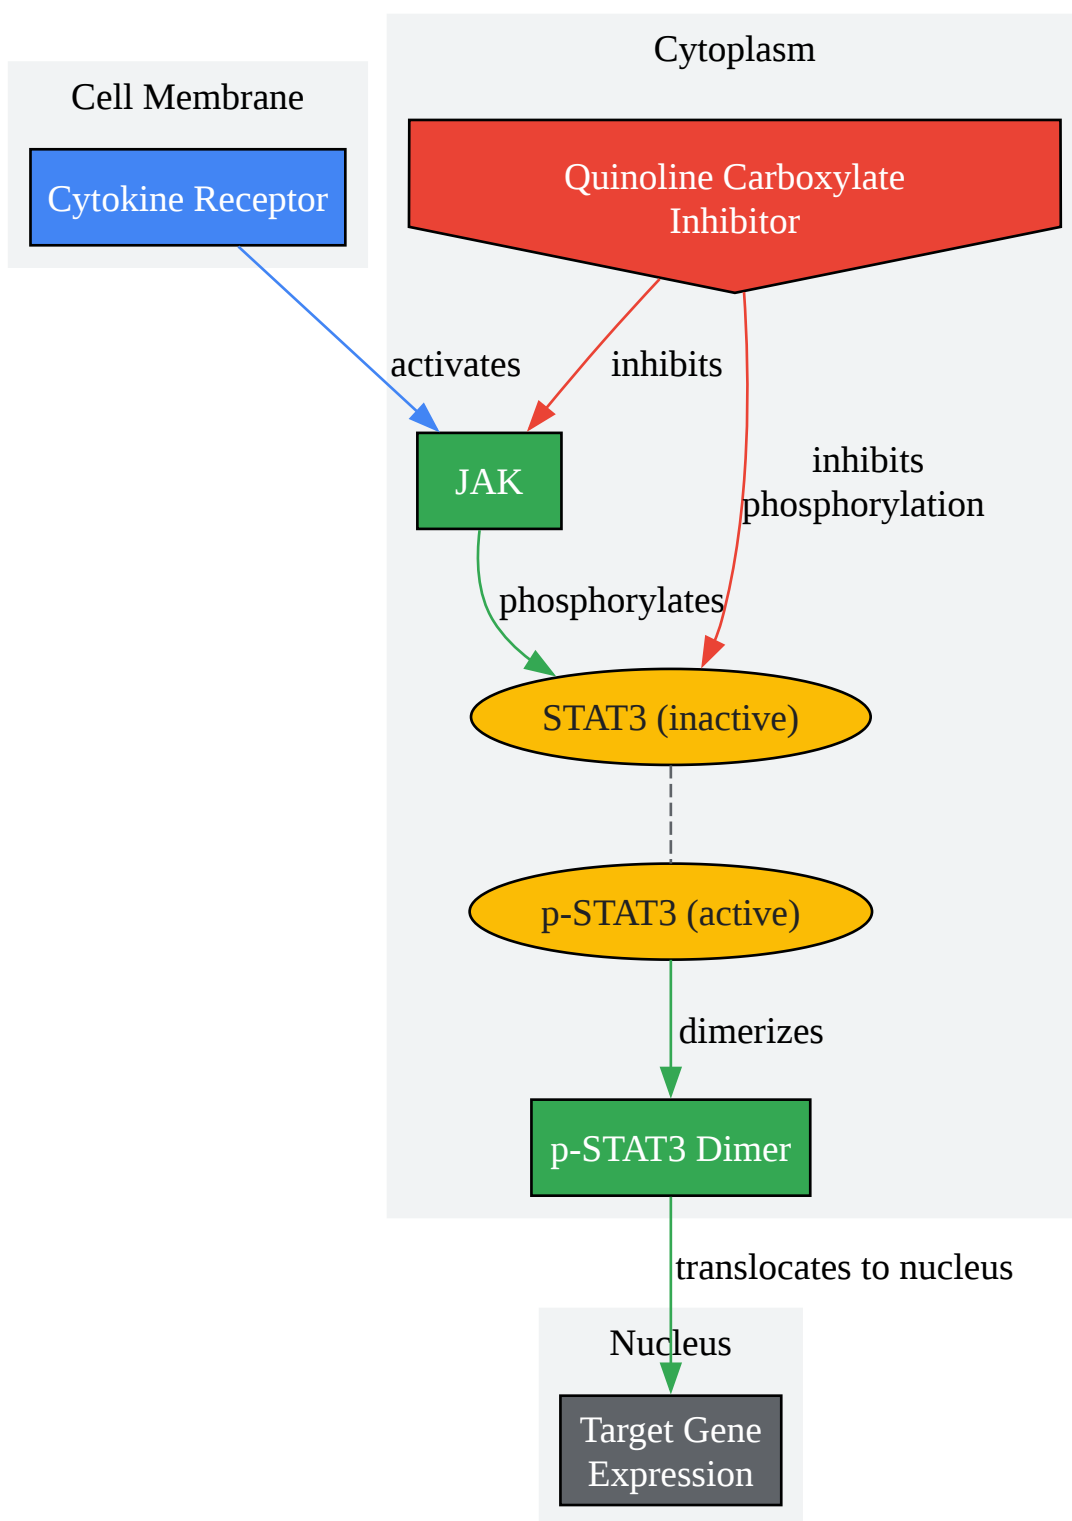 Cytoplasm
Cell Membrane
Cytokine Receptor
Quinoline Carboxylate
Inhibitor
activates
inhibits
JAK
inhibits
phosphorylation
phosphorylates
STAT3 (inactive)
p-STAT3 (active)
dimerizes
p-STAT3 Dimer
translocates to nucleus
Nucleus
Target Gene
Expression